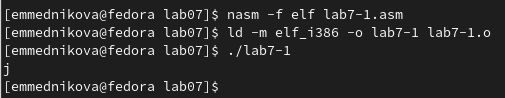 [emmednikova@fedora lab07]$ nasm -f elf lab7-1.asm
[emmednikova@fedora lab07]$ ld -m elf_i386 -o lab7-1 lab7-1.o
[emmednikova@fedora lab07]$ ./lab7-1
j
[emmednikova@fedora lab07]$